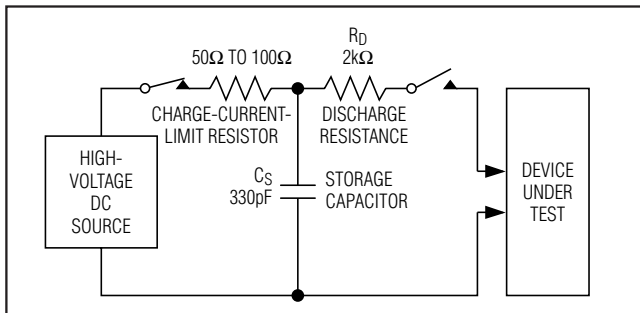 50Ω TO 100Ω
CHARGE-CURRENT-
LIMIT RESISTOR
RD
2kΩ
DISCHARGE
RESISTANCE
HIGH-
VOLTAGE
DC
SOURCE
CS
330pF
STORAGE
CAPACITOR
DEVICE
UNDER
TEST